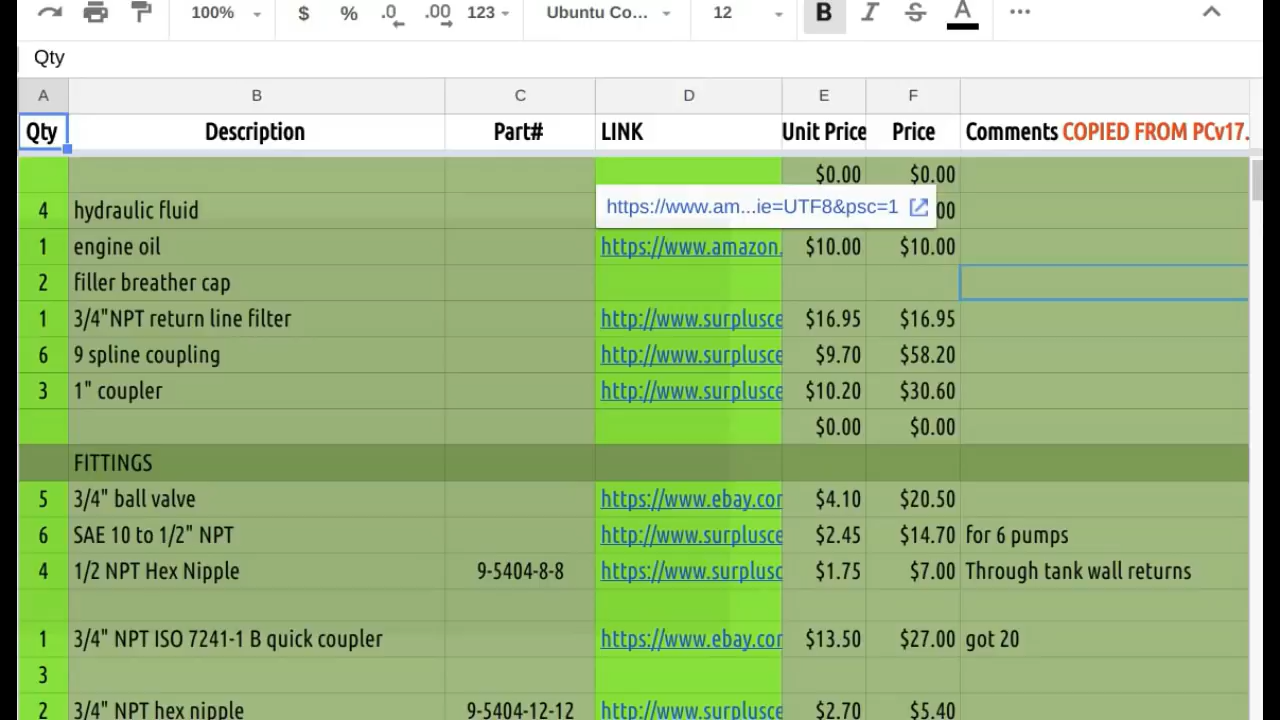 100% $ % .0 .00 123 Ubuntu Co... 12 B I S A ...
Qty
A B C D E F
Qty Description Part# LINK Unit Price Price Comments COPIED FROM PCv17.
$0.00 $0.00
4 hydraulic fluid https://www.am...ie=UTF8&psc=1 00
1 engine oil https://www.amazon. $10.00 $10.00
2 filler breather cap
1 3/4"NPT return line filter http://www.surplusce $16.95 $16.95
6 9 spline coupling http://www.surplusce $9.70 $58.20
3 1" coupler http://www.surplusce $10.20 $30.60
$0.00 $0.00
FITTINGS
5 3/4" ball valve https://www.ebay.cor $4.10 $20.50
6 SAE 10 to 1/2" NPT http://www.surplusce $2.45 $14.70 for 6 pumps
4 1/2 NPT Hex Nipple 9-5404-8-8 https://www.surplusc $1.75 $7.00 Through tank wall returns
1 3/4" NPT ISO 7241-1 B quick coupler https://www.ebay.cor $13.50 $27.00 got 20
3
2 3/4" NPT hex nipple 9-5404-12-12 http://www.surplusce $2.70 $5.40